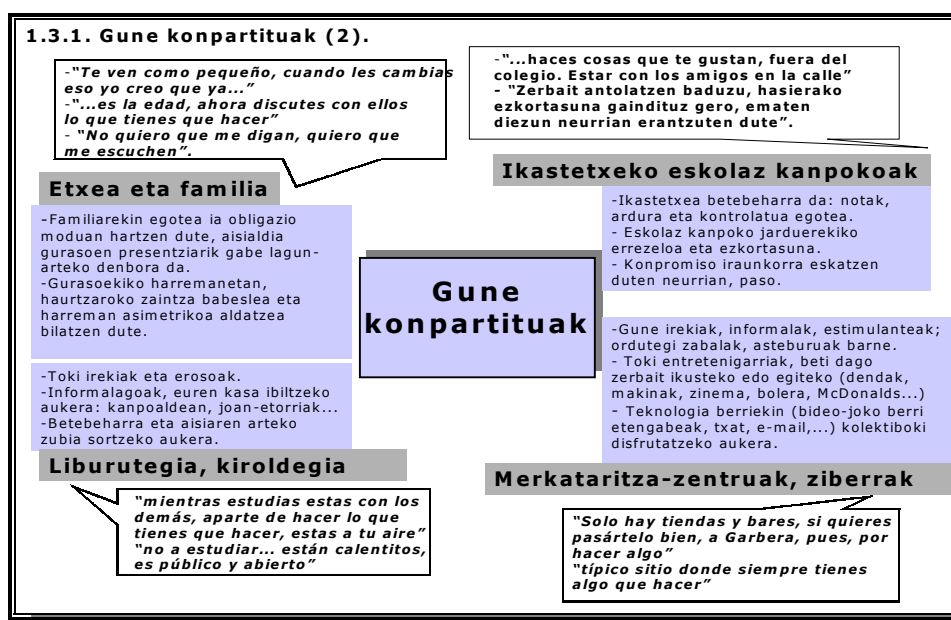 1.3.1. Gune konpartituak (2).
-“Te ven como pequeño, cuando les cambias
eso yo creo que ya...”
-“...es la edad, ahora discutes con ellos
lo que tienes que hacer”
- “No quiero que me digan, quiero que
me escuchen”.
Etxea eta familia
-Familiarekin egotea ia obligazio
moduan hartzen dute, aisialdia
gurasoen presentziarik gabe lagun-
arteko denbora da.
-Gurasoekiko harremanetan,
haurtzaroko zaintza babeslea eta
harreman asimetrikoa aldatzea
bilatzen dute.
-“...haces cosas que te gustan, fuera del
colegio. Estar con los amigos en la calle”
- “Zerbait antolatzen baduzu, hasierako
ezkortasuna gaindituz gero, ematen
diezun neurrian erantzuten dute”.
Ikastetxeko eskolaz kanpokoak
-Ikastetxea betebeharra da: notak,
ardura eta kontrolatua egotea.
- Eskolaz kanpoko jarduerekiko
errezeloa eta ezkortasuna.
- Konpromiso iraunkorra eskatzen
duten neurrian, paso.
Gune
konpartituak
-Toki irekiak eta erosoak.
-Informalagoak, euren kasa ibiltzeko
aukera: kanpoaldean, joan-etorriak...
-Betebeharra eta aisiaren arteko
zubia sortzeko aukera.
Liburutegia, kiroldegia
“mientras estudias estas con los
demás, aparte de hacer lo que
tienes que hacer, estas a tu aire”
“no a estudiar... están calentitos,
es público y abierto”
-Gune irekiak, informalak, estimulanteak;
ordutegi zabalak, asteburuak barne.
- Toki entretenigarriak, beti dago
zerbait ikusteko edo egiteko (dendak,
makinak, zinema, bolera, McDonalds...)
- Teknologia berriekin (bideo-joko berri
etengabeak, txat, e-mail,...) kolektiboki
disfrutatzeko aukera.
Merkataritza-zentruak, ziberrak
“Solo hay tiendas y bares, si quieres
pasártelo bien, a Garbera, pues, por
hacer algo”
“típico sitio donde siempre tienes
algo que hacer”